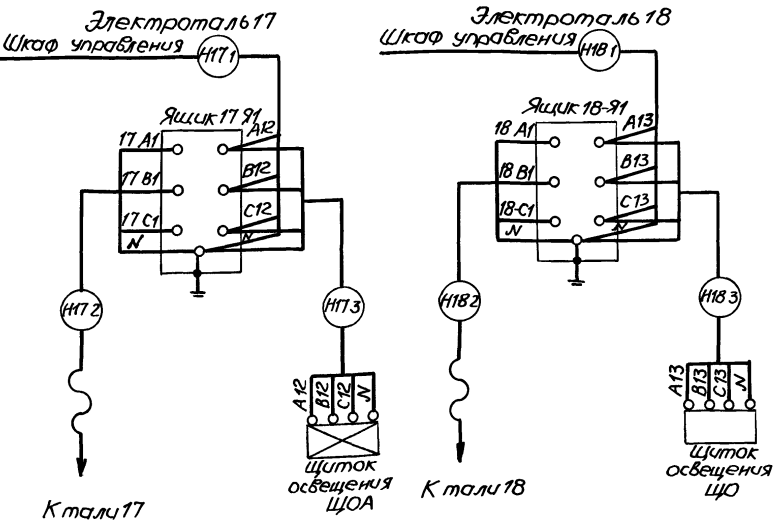 Электроталь 17
Шкаф управления
Н17 1
Ящик 17 Я1
17 А1
А12
17 В1
В12
17 С1
С12
N
N
Н17 2
Н17 3
А12
В12
С12
N
Щиток
освещения
ЩОА
К тали 17
Электроталь 18
Шкаф управления
Н18 1
Ящик 18-Я1
18 А1
А13
18 В1
В13
18-С1
С13
N
N
Н18 2
Н18 3
А13
В13
С13
N
Щиток
освещения
ЩО
К тали 18